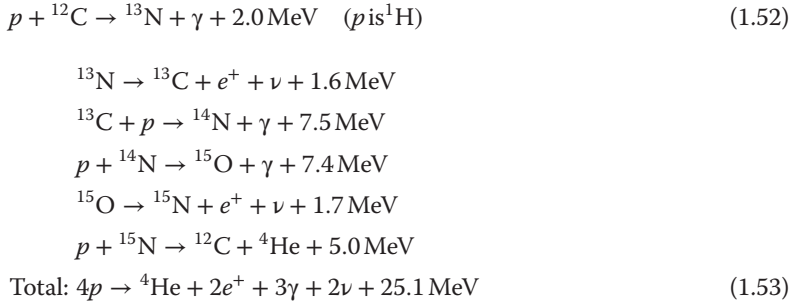 p + ¹²C → ¹³N + γ + 2.0 MeV (p is ¹H) (1.52)
¹³N → ¹³C + e⁺ + ν + 1.6 MeV
¹³C + p → ¹⁴N + γ + 7.5 MeV
p + ¹⁴N → ¹⁵O + γ + 7.4 MeV
¹⁵O → ¹⁵N + e⁺ + ν + 1.7 MeV
p + ¹⁵N → ¹²C + ⁴He + 5.0 MeV
Total: 4p → ⁴He + 2e⁺ + 3γ + 2ν + 25.1 MeV (1.53)